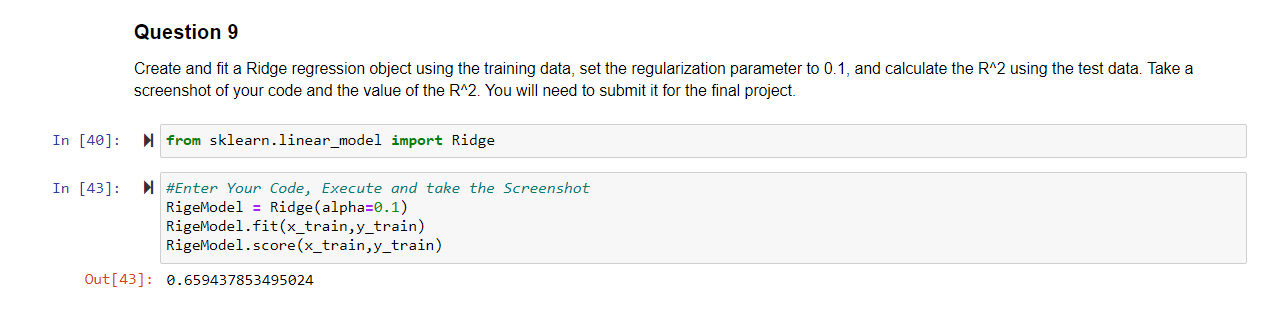 Question 9
Create and fit a Ridge regression object using the training data, set the regularization parameter to 0.1, and calculate the R^2 using the test data. Take a
screenshot of your code and the value of the R^2. You will need to submit it for the final project.
In [40]: from sklearn.linear_model import Ridge
In [43]: #Enter Your Code, Execute and take the Screenshot
RigeModel = Ridge(alpha=0.1)
RigeModel.fit(x_train,y_train)
RigeModel.score(x_train,y_train)
Out[43]: 0.659437853495024